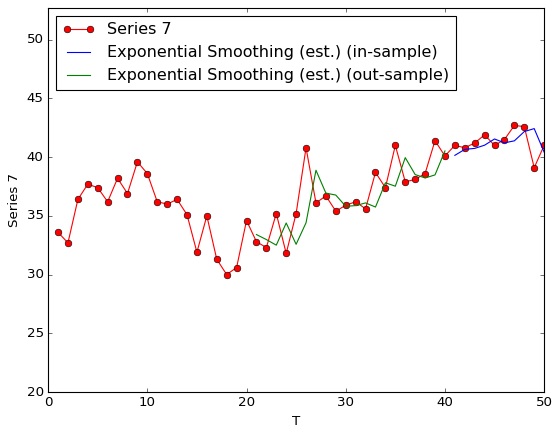 Series 7
Exponential Smoothing (est.) (in-sample)
Exponential Smoothing (est.) (out-sample)
50
45
40
35
30
25
20
Series 7
0 10 20 30 40 50
T